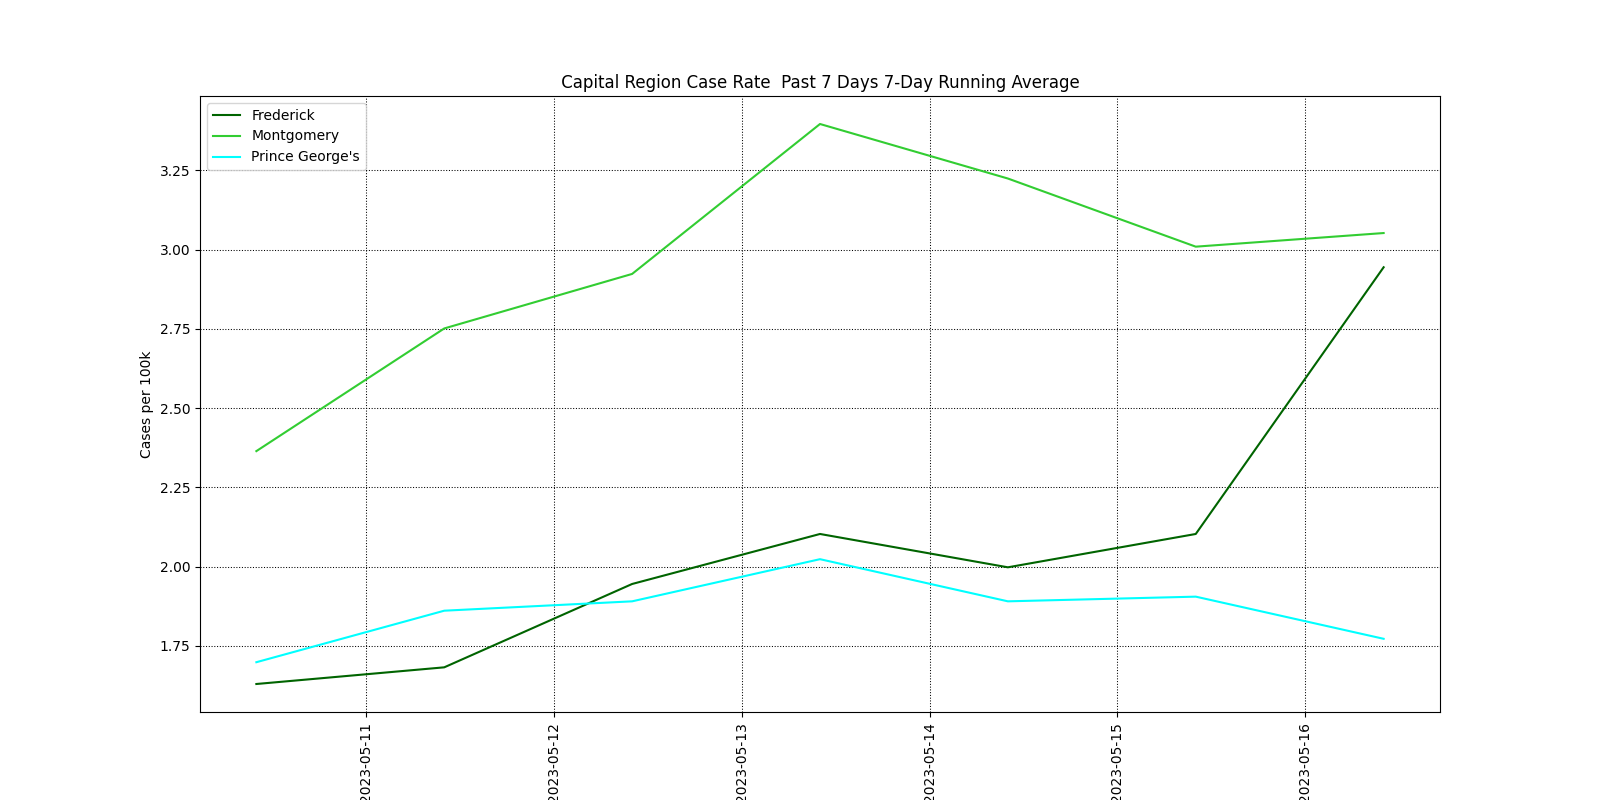 Capital Region Case Rate  Past 7 Days 7-Day Running Average
Frederick
Montgomery
Prince George's
3.25
3.00
2.75
2.50
2.25
2.00
1.75
Cases per 100k
2023-05-11
2023-05-12
2023-05-13
2023-05-14
2023-05-15
2023-05-16